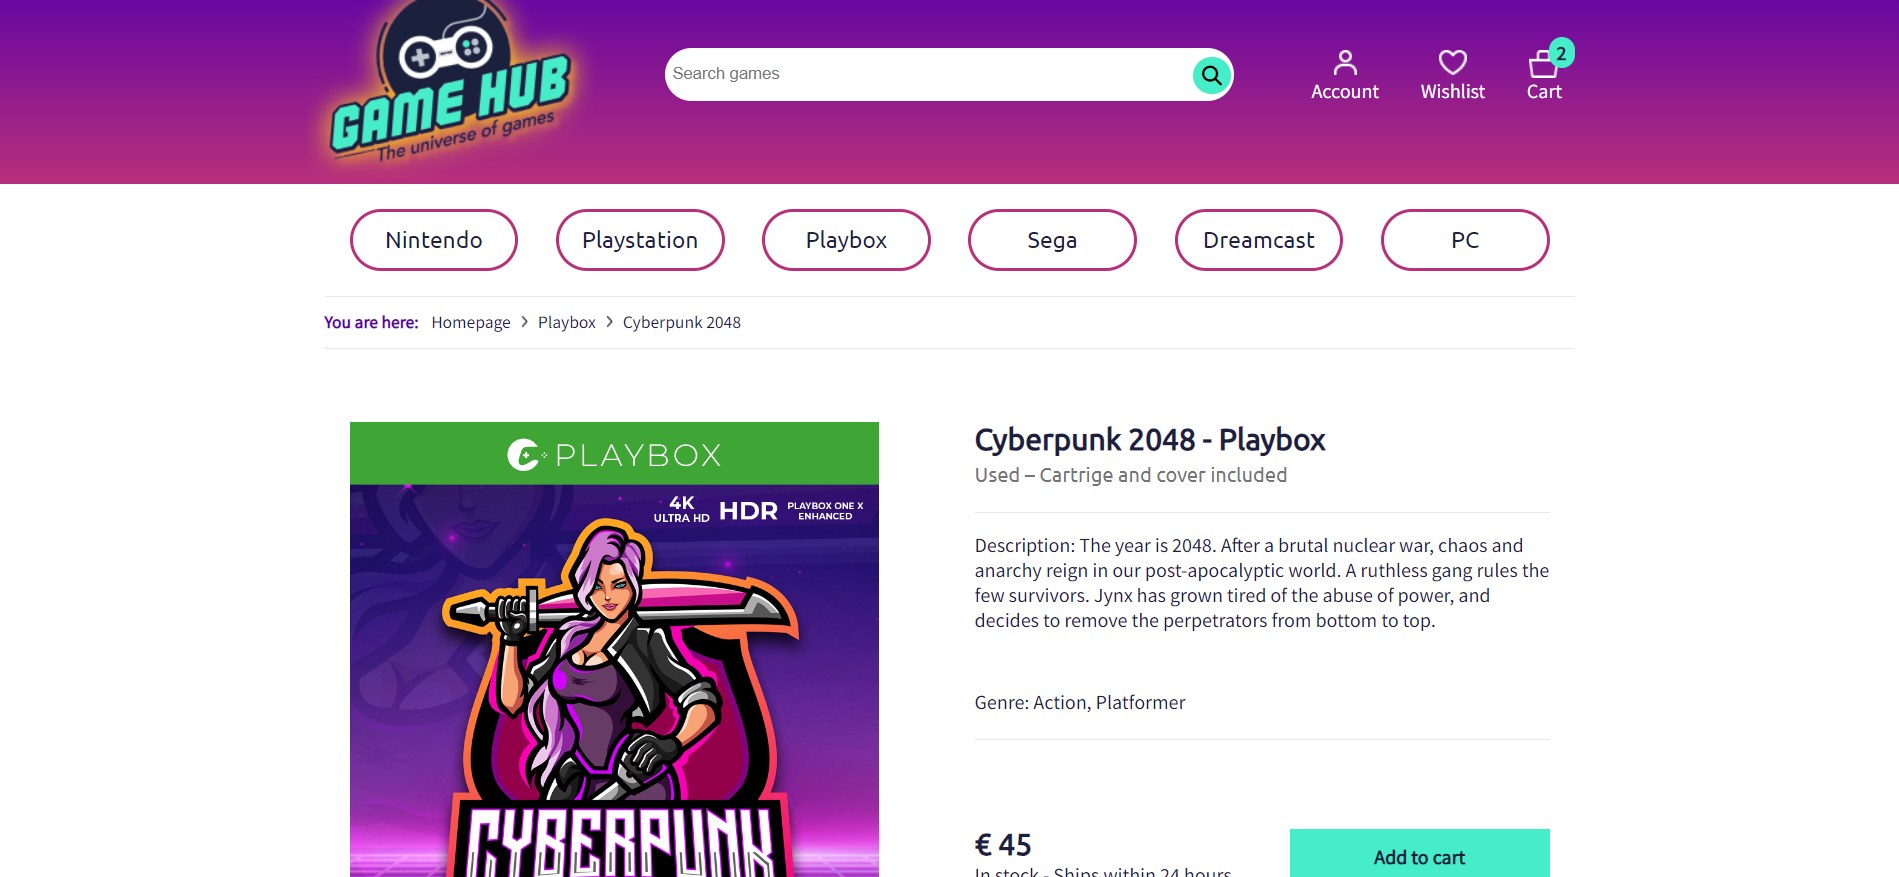 GAME HUB
The universe of games
Search games
Account
Wishlist
2
Cart
Nintendo
Playstation
Playbox
Sega
Dreamcast
PC
You are here: Homepage > Playbox > Cyberpunk 2048
PLAYBOX
4K
ULTRA HD
HDR
PLAYBOX ONE X
ENHANCED
CYBERPUNK
Cyberpunk 2048 - Playbox
Used – Cartrige and cover included
Description: The year is 2048. After a brutal nuclear war, chaos and
anarchy reign in our post-apocalyptic world. A ruthless gang rules the
few survivors. Jynx has grown tired of the abuse of power, and
decides to remove the perpetrators from bottom to top.
Genre: Action, Platformer
€ 45
In stock - Ships within 24 hours
Add to cart